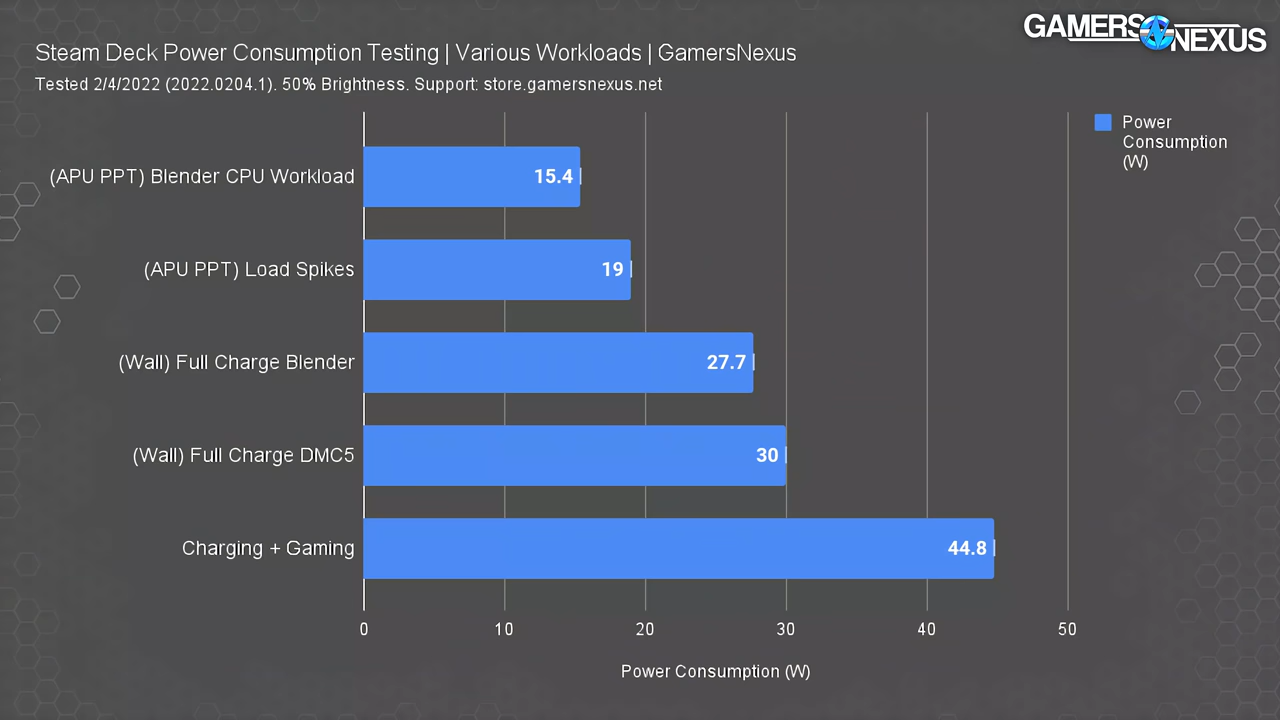 GAMERS NEXUS
Steam Deck Power Consumption Testing | Various Workloads | GamersNexus
Tested 2/4/2022 (2022.0204.1). 50% Brightness. Support: store.gamersnexus.net
Power
Consumption
(W)
(APU PPT) Blender CPU Workload 15.4
(APU PPT) Load Spikes 19
(Wall) Full Charge Blender 27.7
(Wall) Full Charge DMC5 30
Charging + Gaming 44.8
0 10 20 30 40 50
Power Consumption (W)